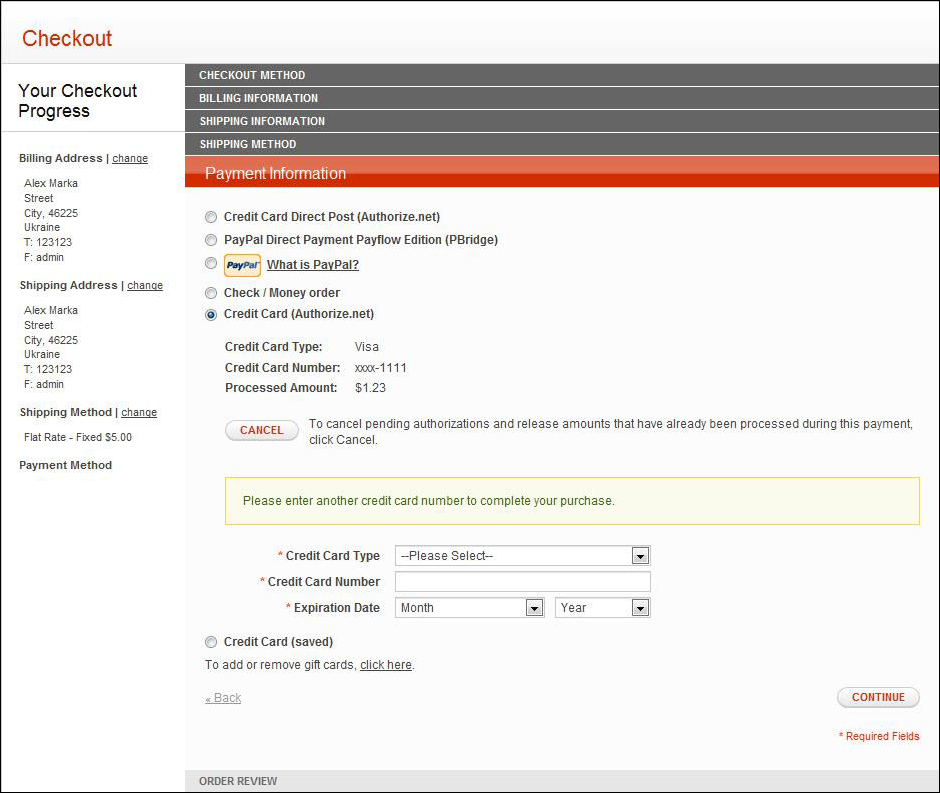 Checkout
Your Checkout
Progress
Billing Address | change
Alex Marka
Street
City, 46225
Ukraine
T: 123123
F: admin
Shipping Address | change
Alex Marka
Street
City, 46225
Ukraine
T: 123123
F: admin
Shipping Method | change
Flat Rate - Fixed $5.00
Payment Method
CHECKOUT METHOD
BILLING INFORMATION
SHIPPING INFORMATION
SHIPPING METHOD
Payment Information
Credit Card Direct Post (Authorize.net)
PayPal Direct Payment Payflow Edition (PBridge)
PayPal What is PayPal?
Check / Money order
Credit Card (Authorize.net)
Credit Card Type: Visa
Credit Card Number: xxxx-1111
Processed Amount: $1.23
CANCEL
To cancel pending authorizations and release amounts that have already been processed during this payment,
click Cancel.
Please enter another credit card number to complete your purchase.
* Credit Card Type --Please Select--
* Credit Card Number
* Expiration Date Month Year
Credit Card (saved)
To add or remove gift cards, click here.
« Back
CONTINUE
* Required Fields
ORDER REVIEW